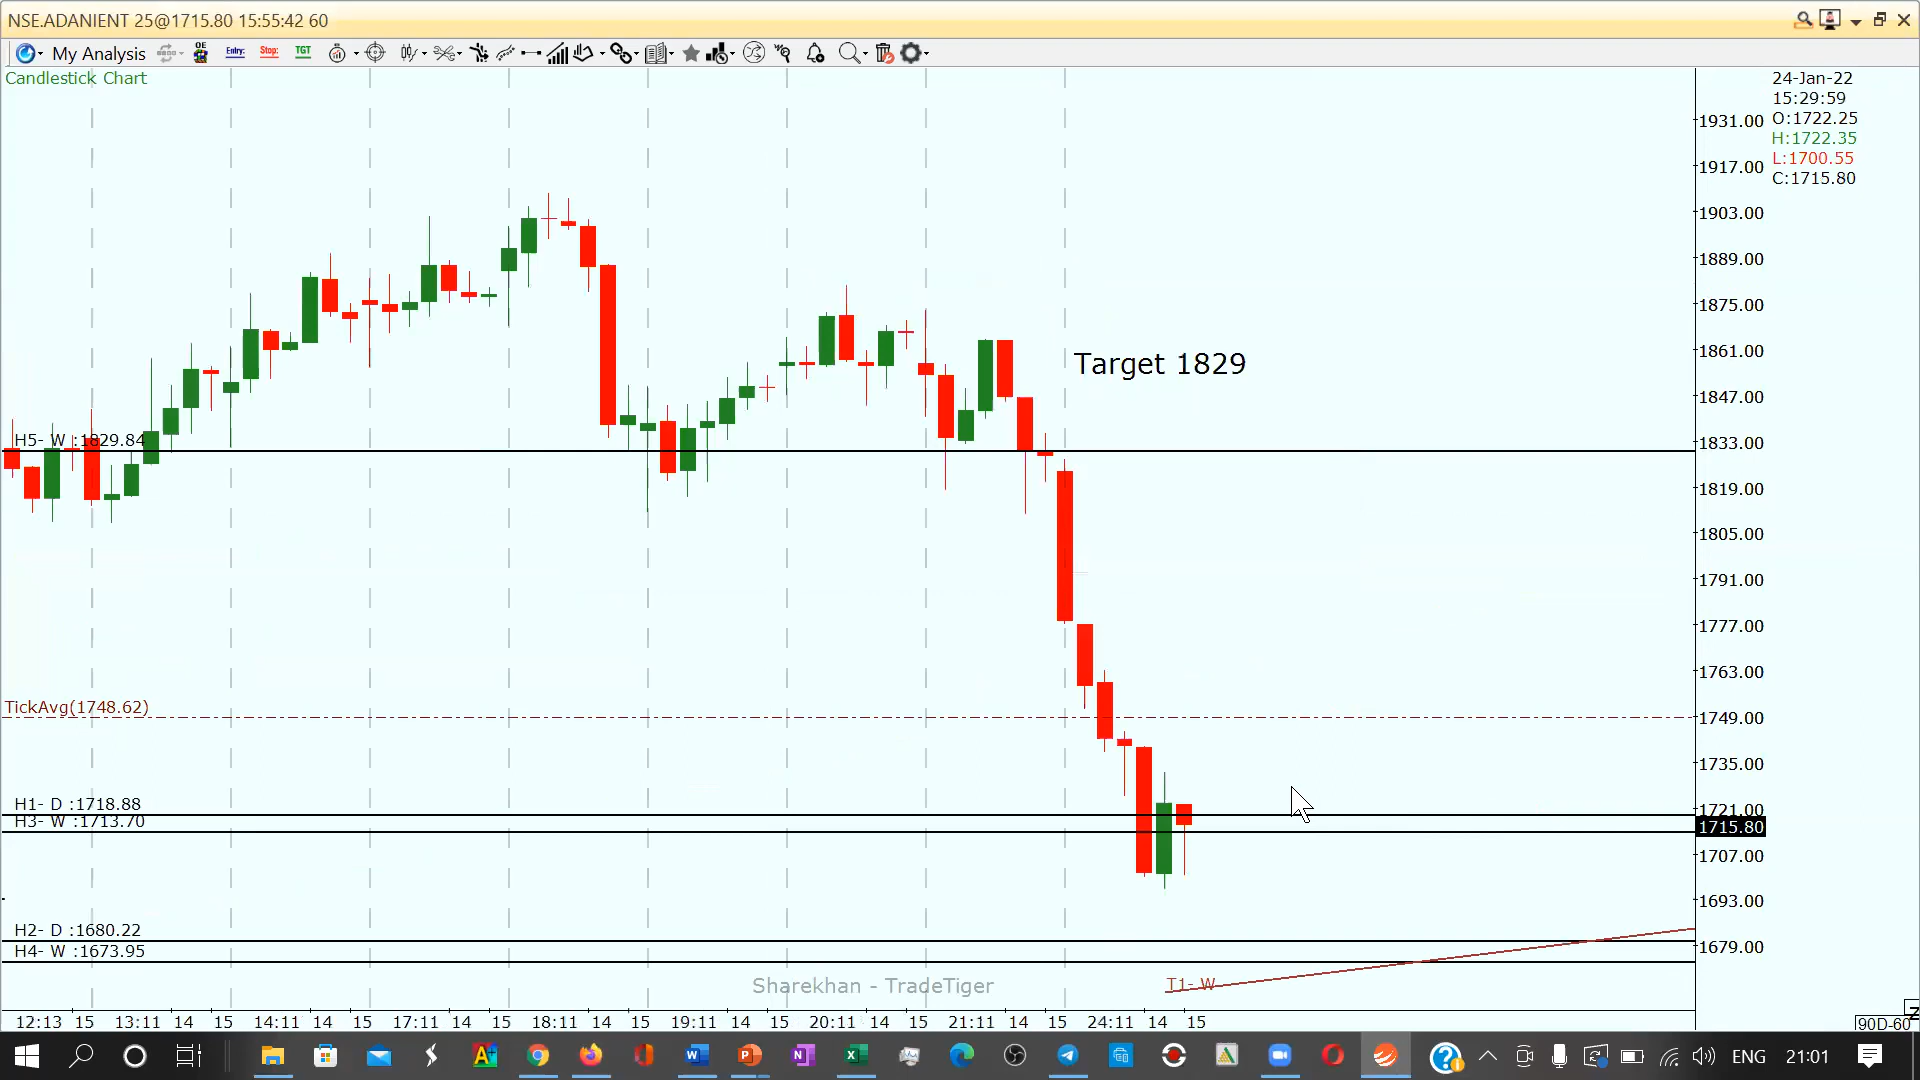 NSE.ADANIENT 25@1715.80 15:55:42 60
My Analysis
OE
Entry:
Stop:
TGT
Candlestick Chart
24-Jan-22
15:29:59
O:1722.25
H:1722.35
L:1700.55
C:1715.80
1931.00
1917.00
1903.00
1889.00
1875.00
1861.00
Target 1829
1847.00
H5- W :1829.84
1833.00
1819.00
1805.00
1791.00
1777.00
1763.00
TickAvg(1748.62)
1749.00
1735.00
H1- D :1718.88
1721.00
H3- W :1713.70
1715.80
1707.00
1693.00
H2- D :1680.22
H4- W :1673.95
1679.00
Sharekhan - TradeTiger
T1- W
12:13 15 13:11 14 15 14:11 14 15 17:11 14 15 18:11 14 15 19:11 14 15 20:11 14 15 21:11 14 15 24:11 14 15
90D-60
ENG 21:01